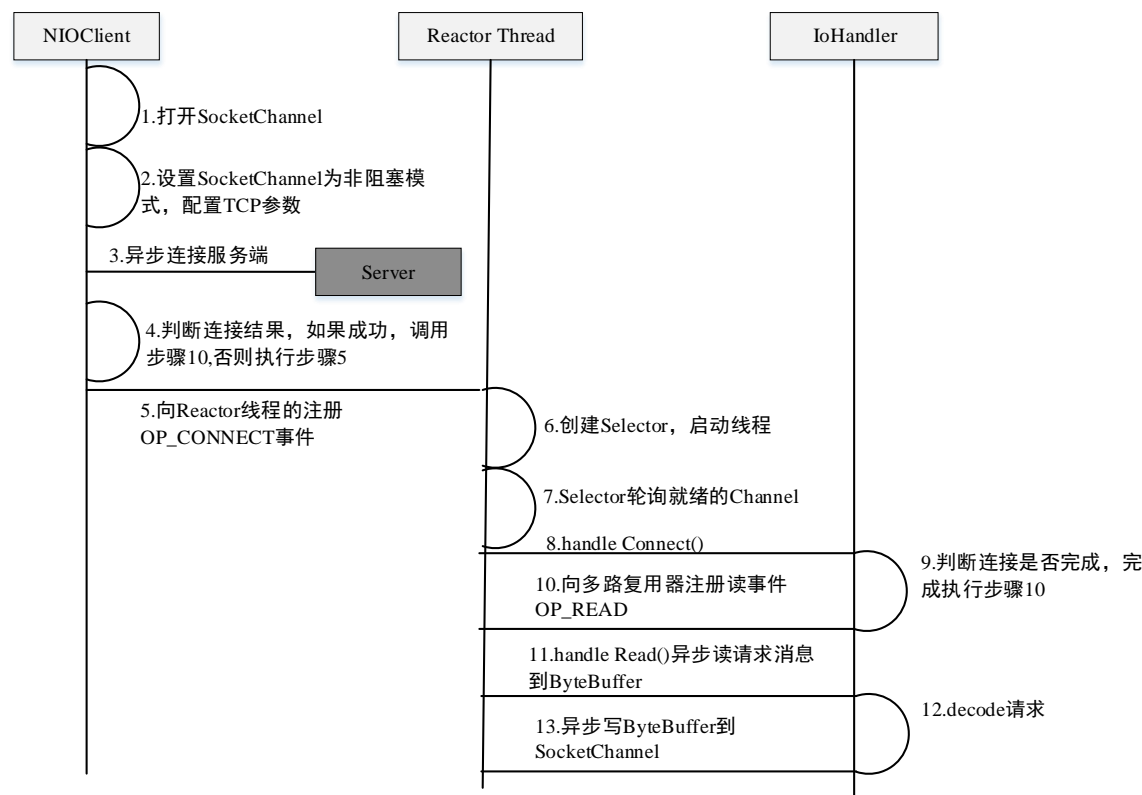 NIOClient
Reactor Thread
IoHandler
1.打开SocketChannel
2.设置SocketChannel为非阻塞模
式，配置TCP参数
3.异步连接服务端
Server
4.判断连接结果，如果成功，调用
步骤10,否则执行步骤5
5.向Reactor线程的注册
OP_CONNECT事件
6.创建Selector，启动线程
7.Selector轮询就绪的Channel
8.handle Connect()
9.判断连接是否完成，完
成执行步骤10
10.向多路复用器注册读事件
OP_READ
11.handle Read()异步读请求消息
到ByteBuffer
12.decode请求
13.异步写ByteBuffer到
SocketChannel